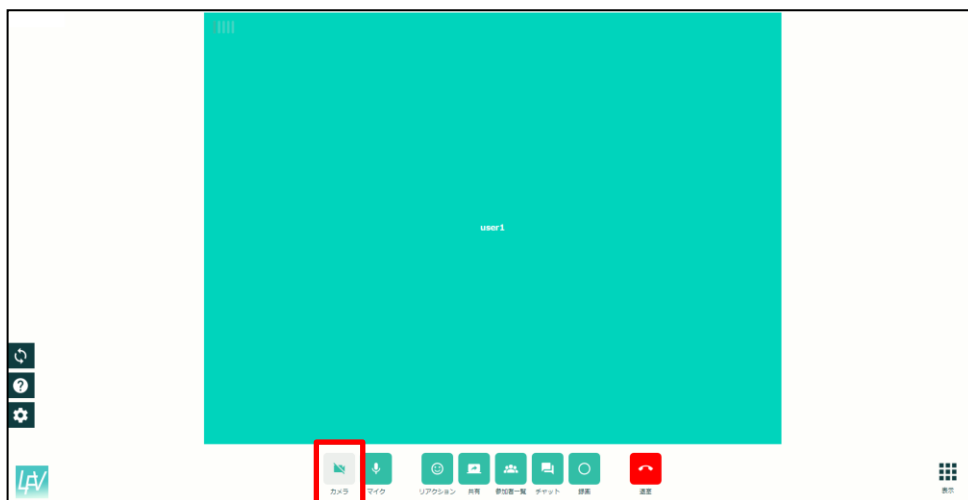 user1
カメラ
マイク
リアクション
共有
参加者一覧
チャット
録画
退席
表示